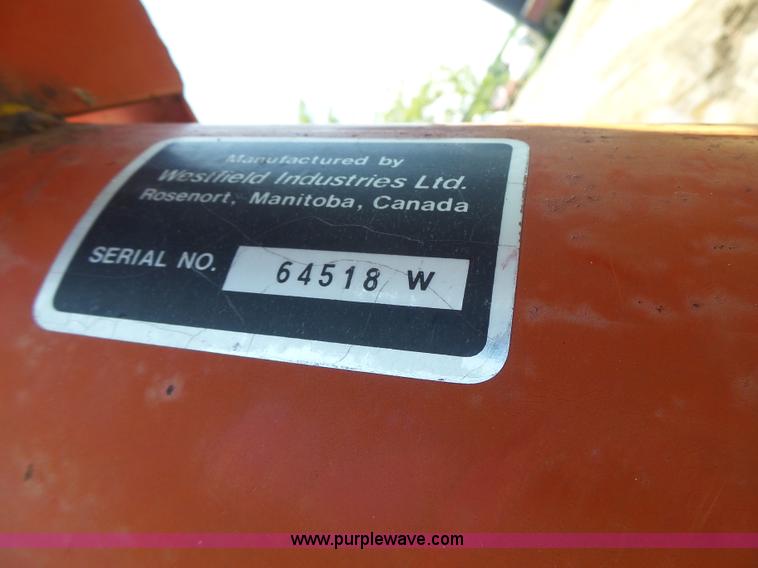 Manufactured by
Westfield Industries Ltd.
Rosenort, Manitoba, Canada
SERIAL NO. 64518 W
www.purplewave.com